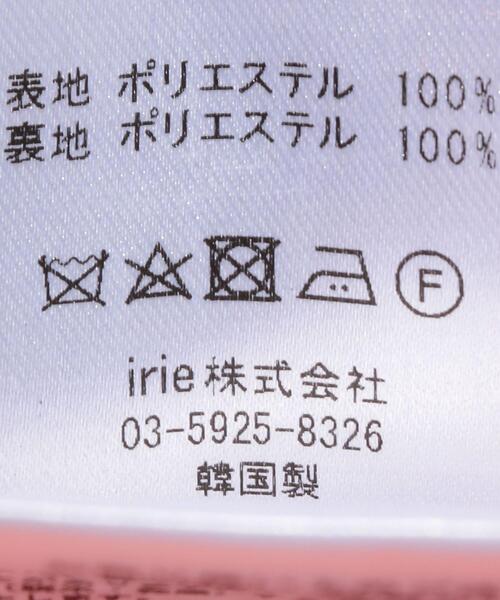 表地 ポリエステル 100%
裏地 ポリエステル 100%
F
irie株式会社
03-5925-8326
韓国製